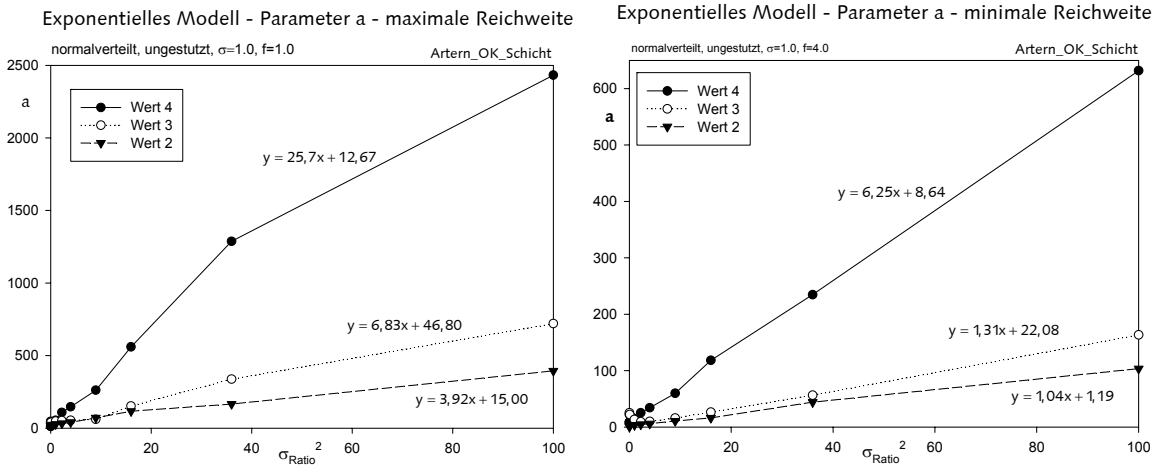 Exponentielles Modell - Parameter a - maximale Reichweite
normalverteilt, ungestutzt, σ=1.0, f=1.0
Artern_OK_Schicht
2500
2000
1500
1000
500
0
a
Wert 4
Wert 3
Wert 2
y = 25,7x + 12,67
y = 6,83x + 46,80
y = 3,92x + 15,00
0 20 40 60 80 100
σRatio²
Exponentielles Modell - Parameter a - minimale Reichweite
normalverteilt, ungestutzt, σ=1.0, f=4.0
Artern_OK_Schicht
600
500
400
300
200
100
0
a
Wert 4
Wert 3
Wert 2
y = 6,25x + 8,64
y = 1,31x + 22,08
y = 1,04x + 1,19
0 20 40 60 80 100
σRatio²